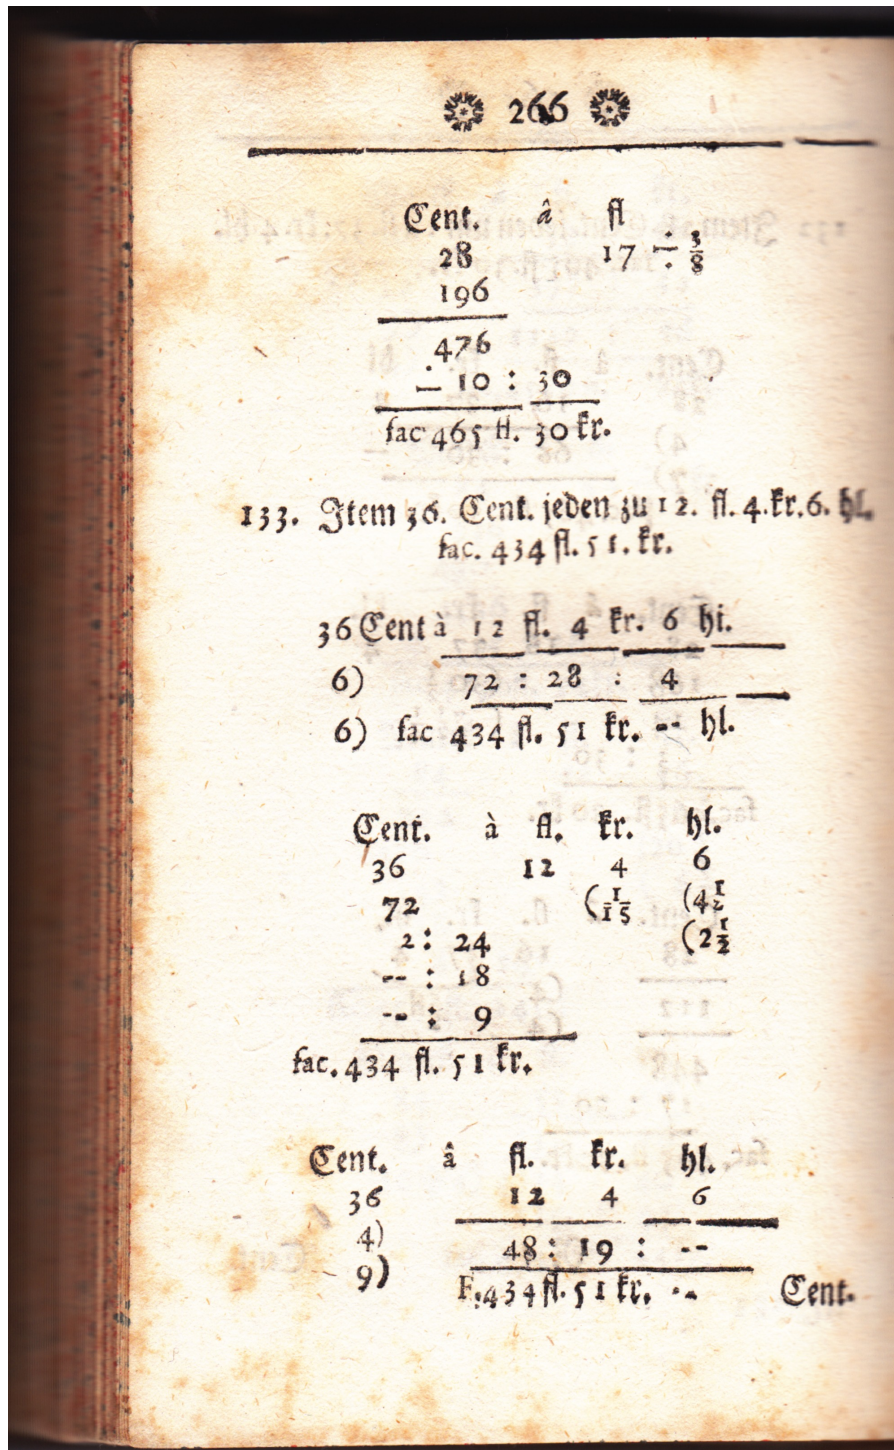 266
Cent. â fl
28 17 ÷ 3/8
196
476
÷ 10 : 30
fac 465 fl. 30 kr.
133. Item 36. Cent. jeden zu 12. fl. 4. kr. 6. hl.
fac. 434 fl. 51. kr.
36 Cent à 12 fl. 4 kr. 6 hl.
6) 72 : 28 : 4
6) fac 434 fl. 51 kr. -- hl.
Cent. à fl. kr. hl.
36 12 4 6
72 (1/15 (4 1/2
2 : 24 (2 1/2
-- : 18
-- : 9
fac. 434 fl. 51 kr.
Cent. â fl. kr. hl.
36 12 4 6
4) 48 : 19 : --
9) F. 434 fl. 51 kr. --
Cent.